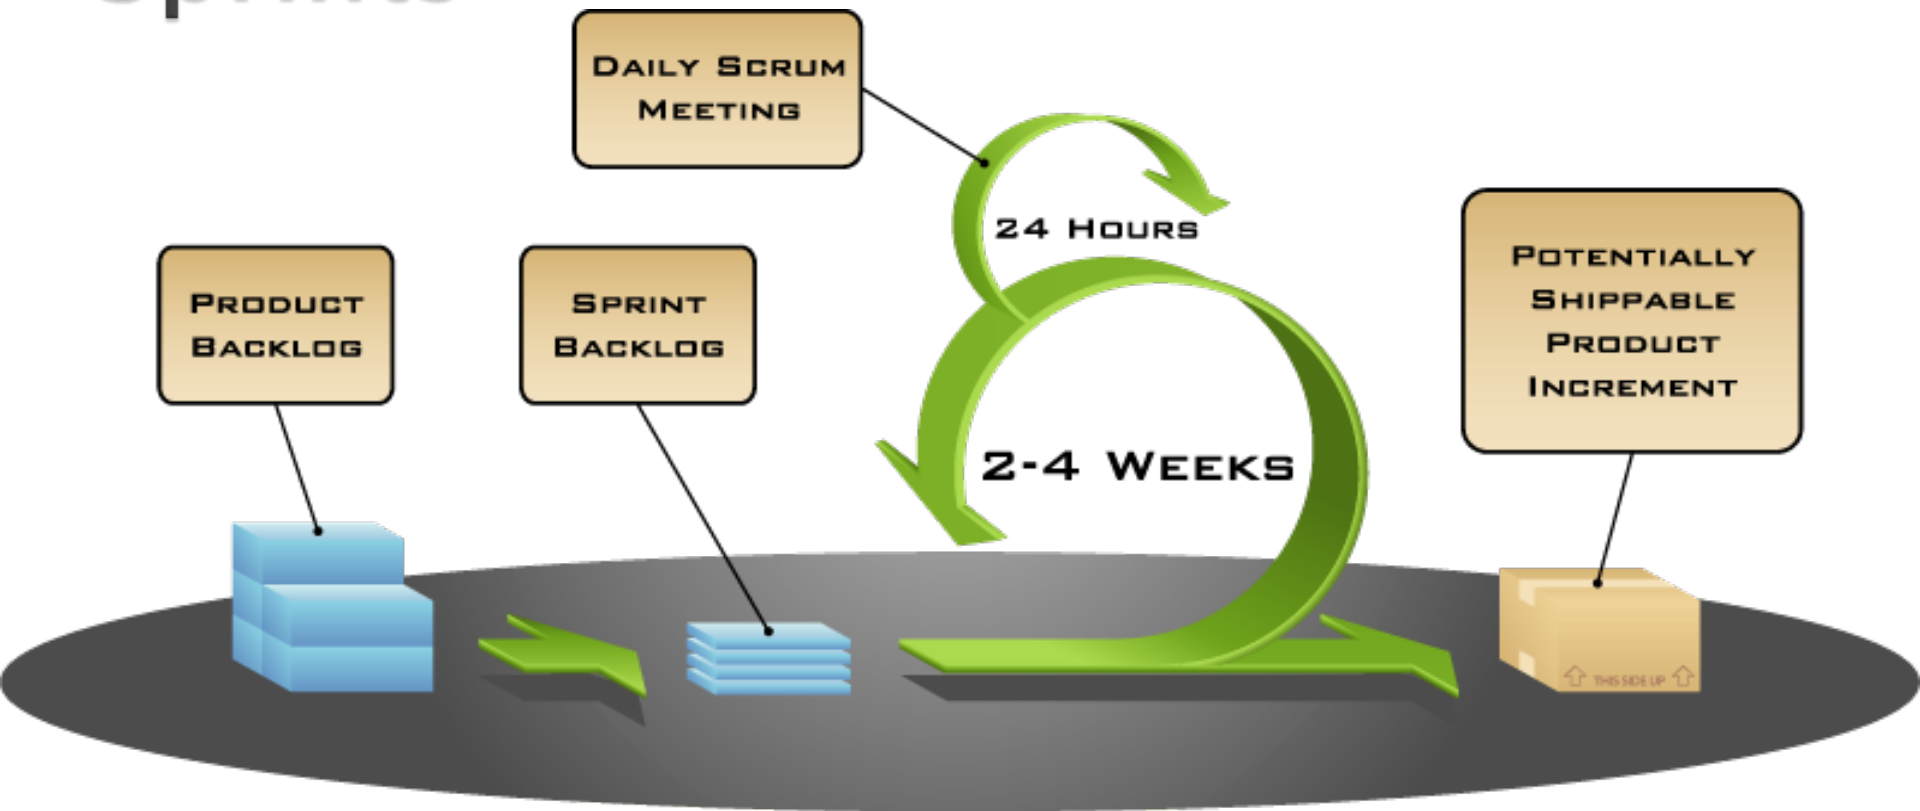 Sprints
DAILY SCRUM
MEETING
24 HOURS
PRODUCT
BACKLOG
SPRINT
BACKLOG
POTENTIALLY
SHIPPABLE
PRODUCT
INCREMENT
2-4 WEEKS
THIS SIDE UP